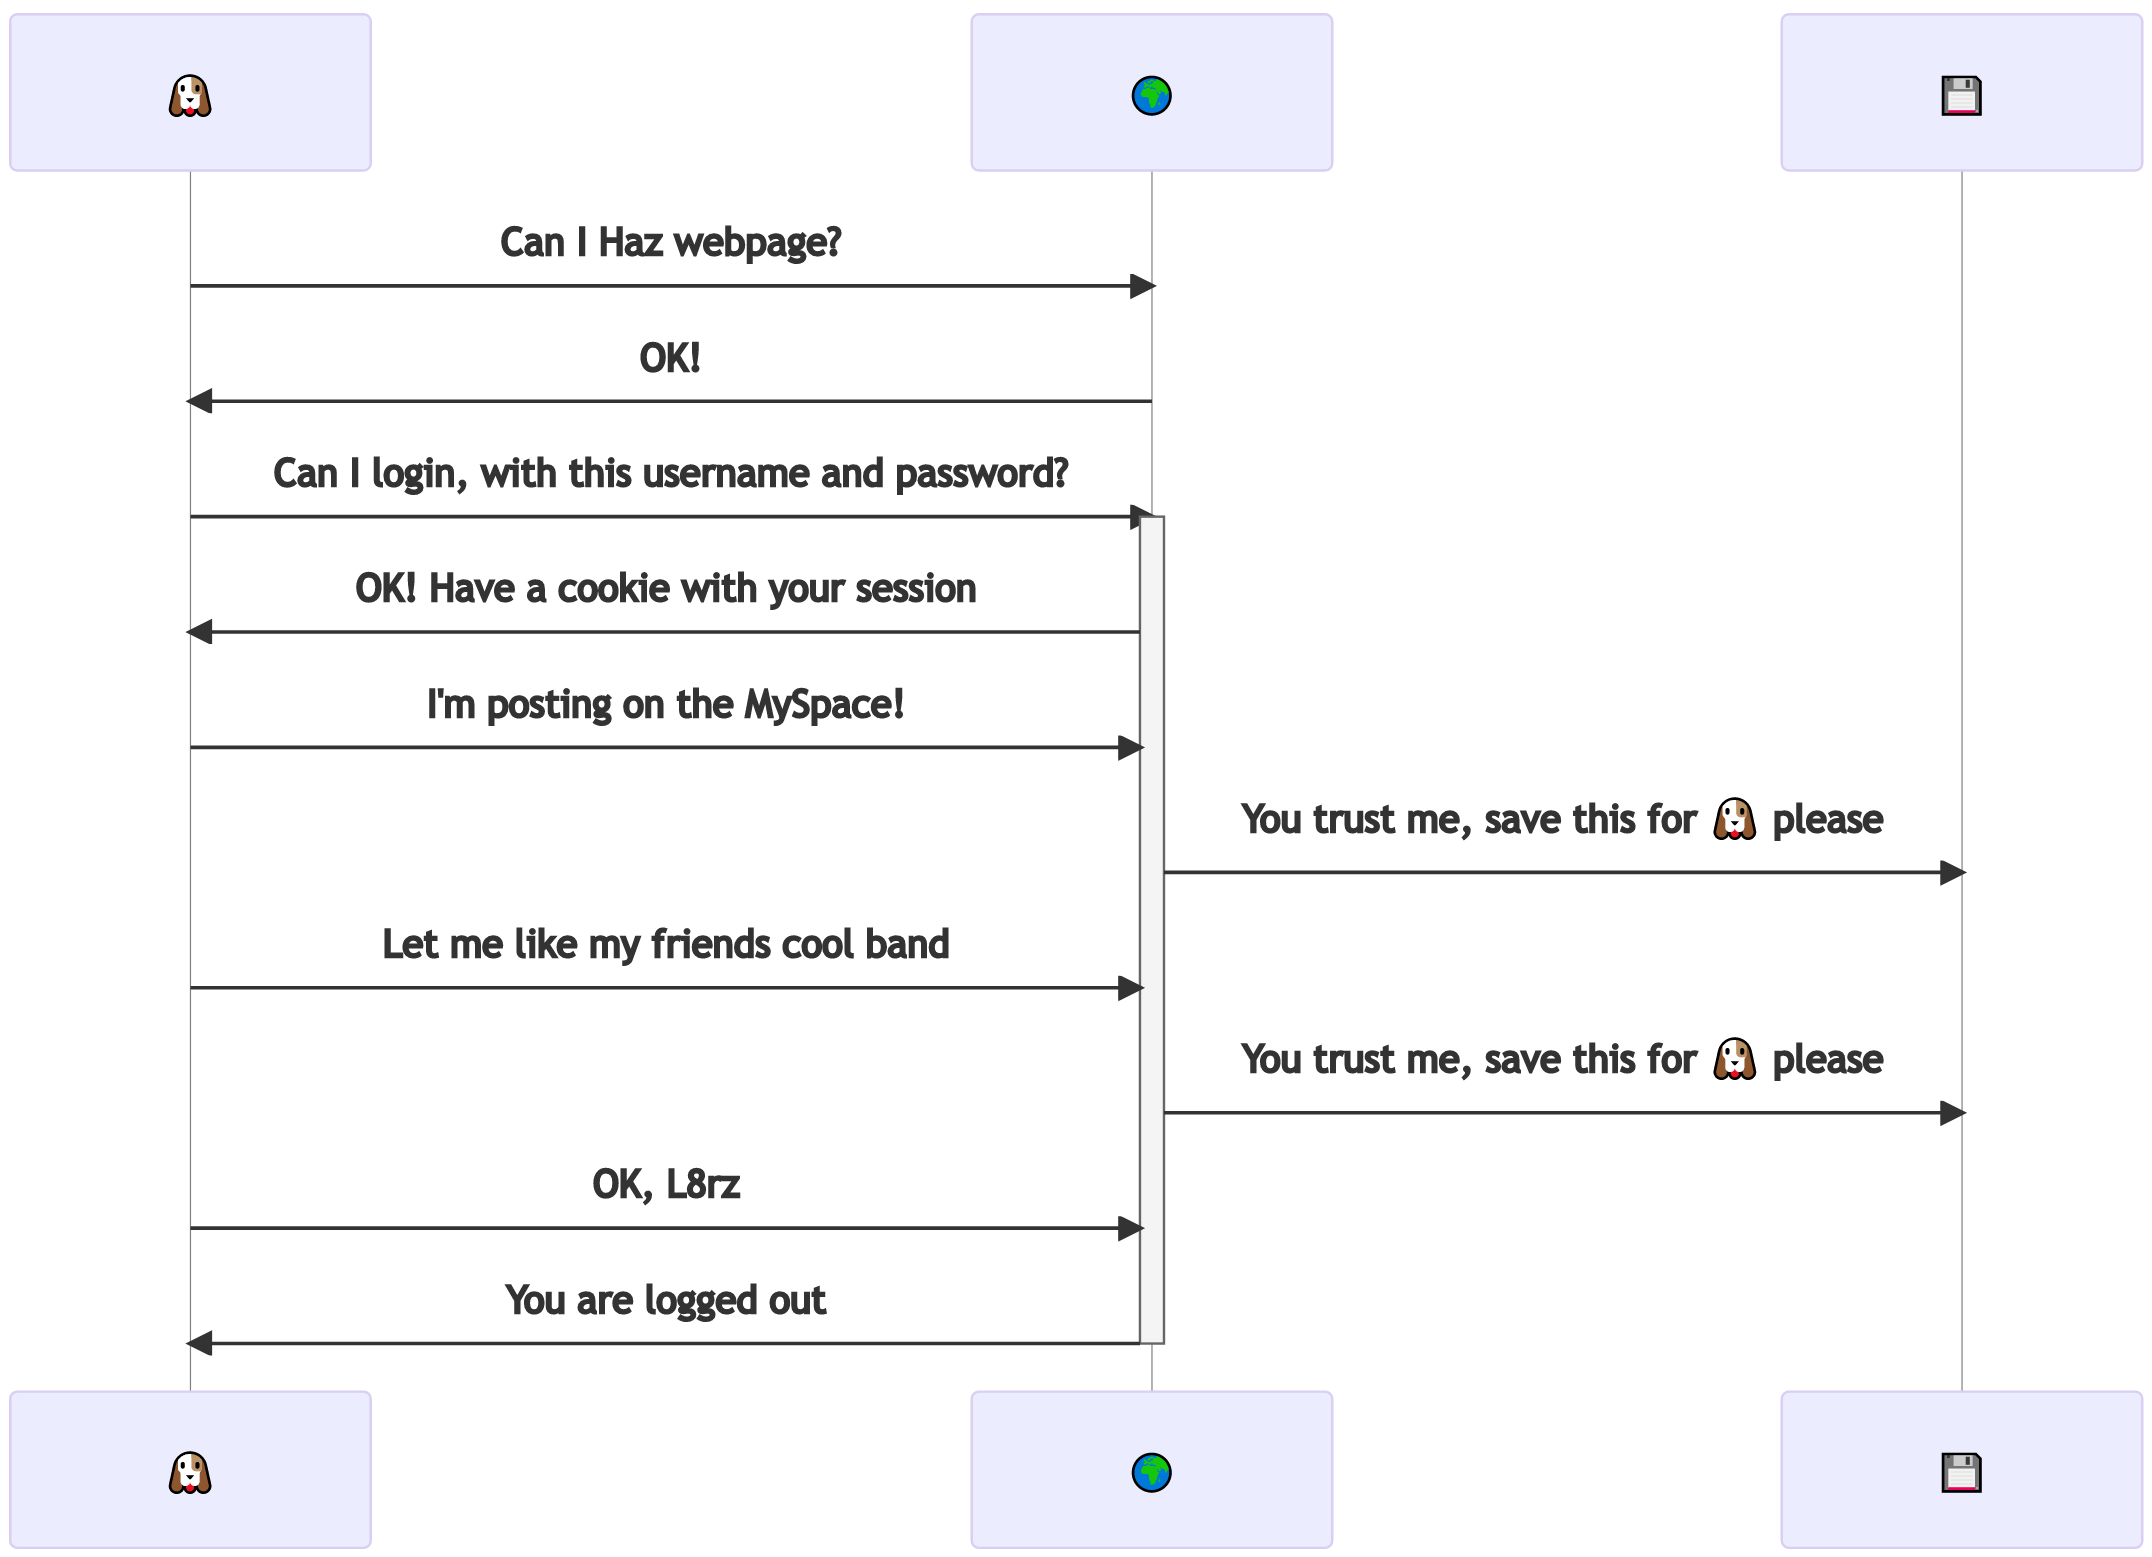 Can I Haz webpage?
OK!
Can I login, with this username and password?
OK! Have a cookie with your session
I'm posting on the MySpace!
You trust me, save this for 🐶 please
Let me like my friends cool band
You trust me, save this for 🐶 please
OK, L8rz
You are logged out